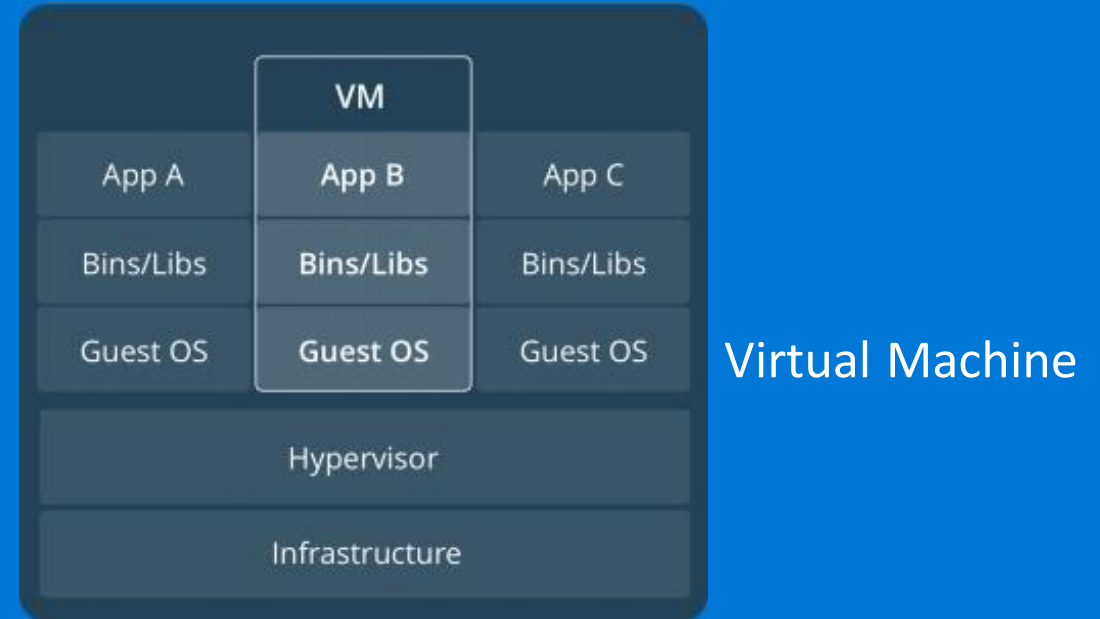 VM
App A
App B
App C
Bins/Libs
Bins/Libs
Bins/Libs
Guest OS
Guest OS
Guest OS
Hypervisor
Infrastructure
Virtual Machine